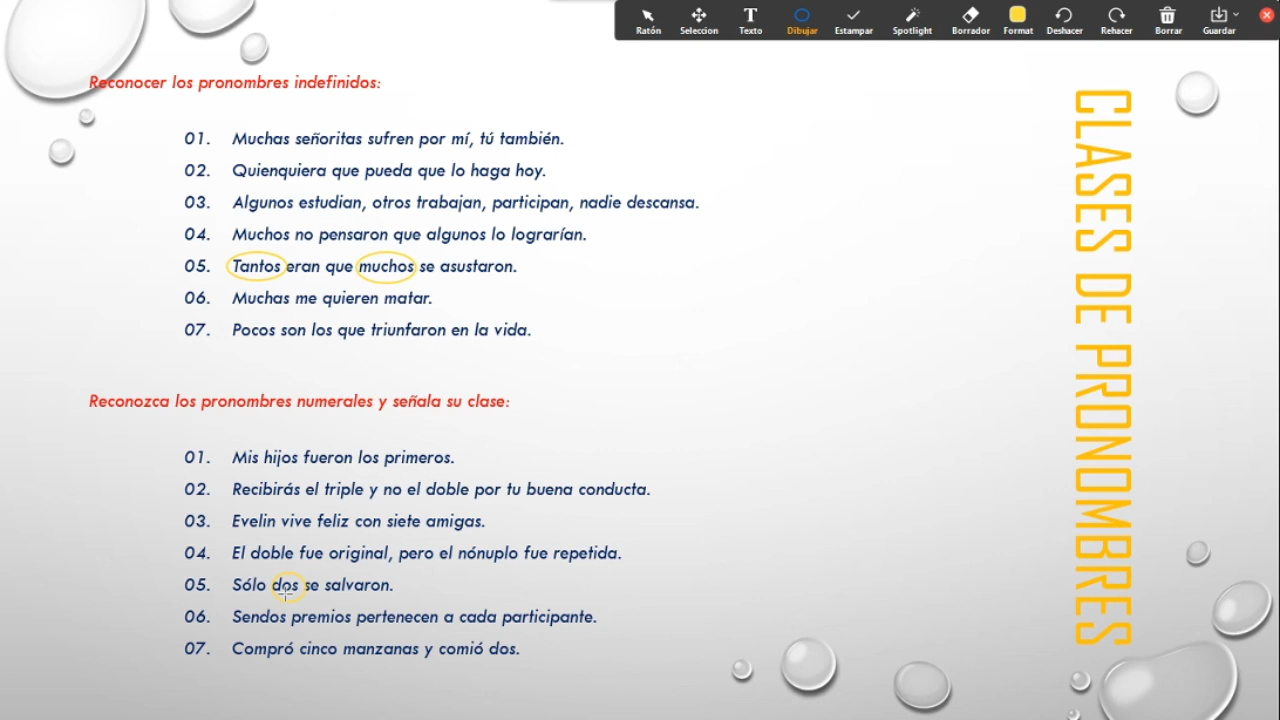 Ratón Seleccion Texto Dibujar Estampar Spotlight Borrador Format Deshacer Rehacer Borrar Guardar
Reconocer los pronombres indefinidos:
01. Muchas señoritas sufren por mí, tú también.
02. Quienquiera que pueda que lo haga hoy.
03. Algunos estudian, otros trabajan, participan, nadie descansa.
04. Muchos no pensaron que algunos lo lograrían.
05. Tantos eran que muchos se asustaron.
06. Muchas me quieren matar.
07. Pocos son los que triunfaron en la vida.
Reconozca los pronombres numerales y señala su clase:
01. Mis hijos fueron los primeros.
02. Recibirás el triple y no el doble por tu buena conducta.
03. Evelin vive feliz con siete amigas.
04. El doble fue original, pero el nónuplo fue repetida.
05. Sólo dos se salvaron.
06. Sendos premios pertenecen a cada participante.
07. Compró cinco manzanas y comió dos.
CLASES DE PRONOMBRES